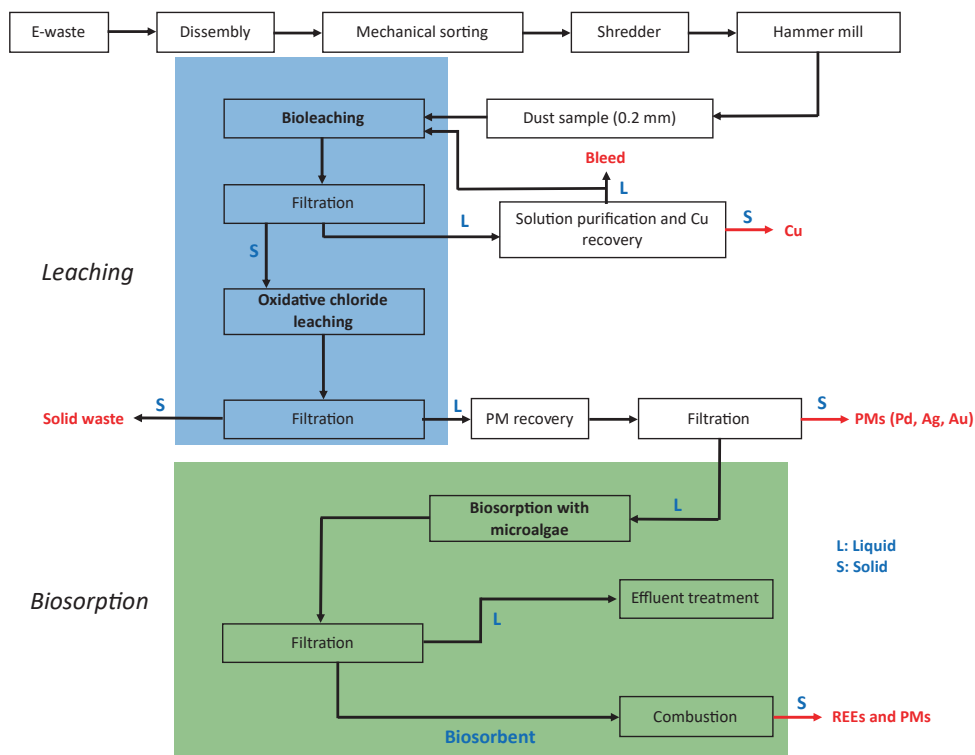 E-waste
Dissembly
Mechanical sorting
Shredder
Hammer mill
Bioleaching
Dust sample (0.2 mm)
Bleed
L
Filtration
L
Solution purification and Cu
recovery
S
Cu
S
Leaching
Oxidative chloride
leaching
Solid waste
S
Filtration
L
PM recovery
Filtration
S
PMs (Pd, Ag, Au)
Biosorption with
microalgae
L
L: Liquid
S: Solid
Biosorption
Effluent treatment
L
Filtration
Biosorbent
Combustion
S
REEs and PMs